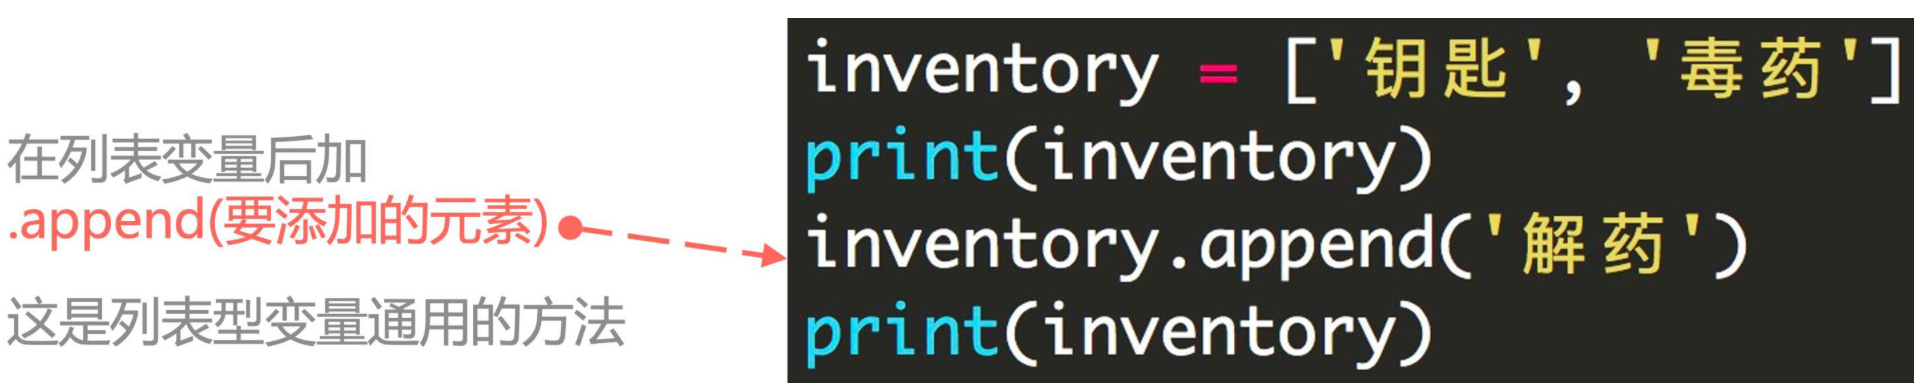 在列表变量后加
.append(要添加的元素)
这是列表型变量通用的方法
inventory = ['钥匙', '毒药']
print(inventory)
inventory.append('解药')
print(inventory)